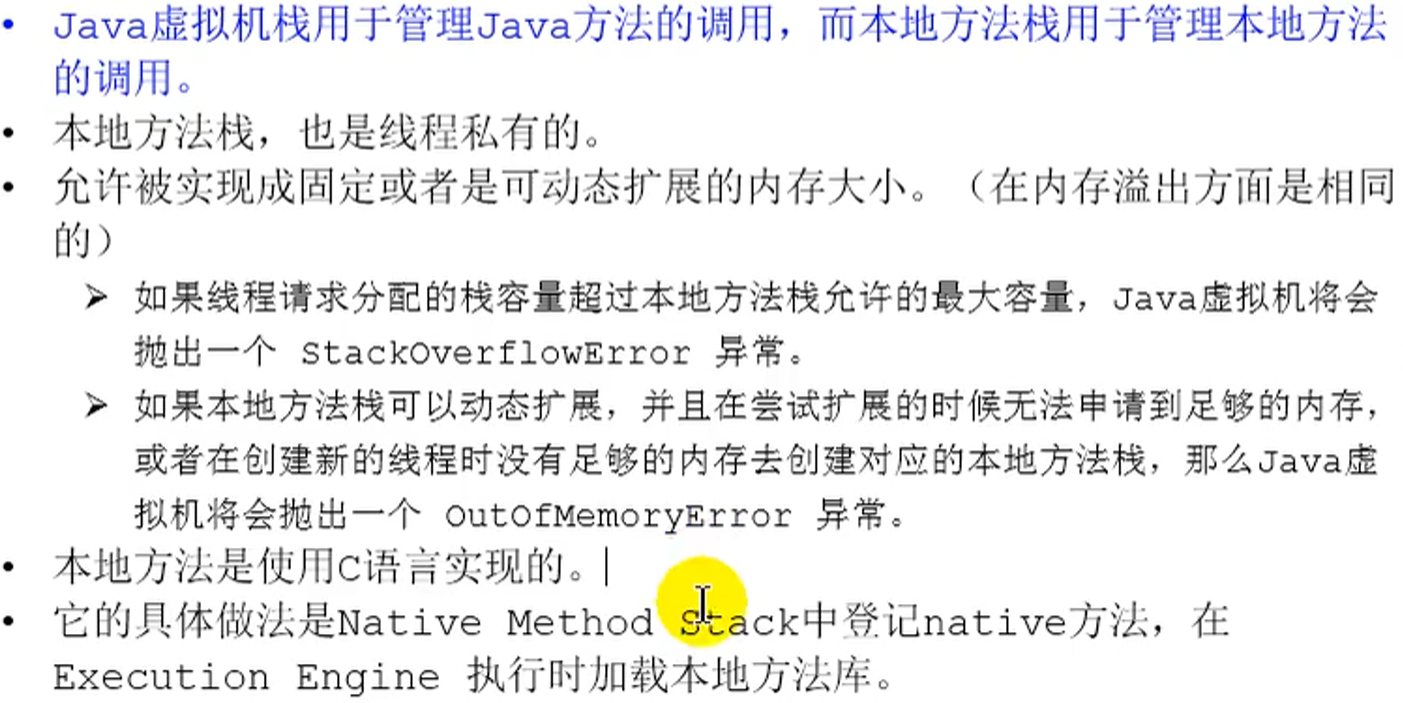 • Java虚拟机栈用于管理Java方法的调用，而本地方法栈用于管理本地方法
的调用。
• 本地方法栈，也是线程私有的。
• 允许被实现成固定或者是可动态扩展的内存大小。（在内存溢出方面是相同
的）
➢ 如果线程请求分配的栈容量超过本地方法栈允许的最大容量，Java虚拟机将会
抛出一个 StackOverflowError 异常。
➢ 如果本地方法栈可以动态扩展，并且在尝试扩展的时候无法申请到足够的内存，
或者在创建新的线程时没有足够的内存去创建对应的本地方法栈，那么Java虚
拟机将会抛出一个 OutOfMemoryError 异常。
• 本地方法是使用C语言实现的。
• 它的具体做法是Native Method Stack中登记native方法，在
Execution Engine 执行时加载本地方法库。